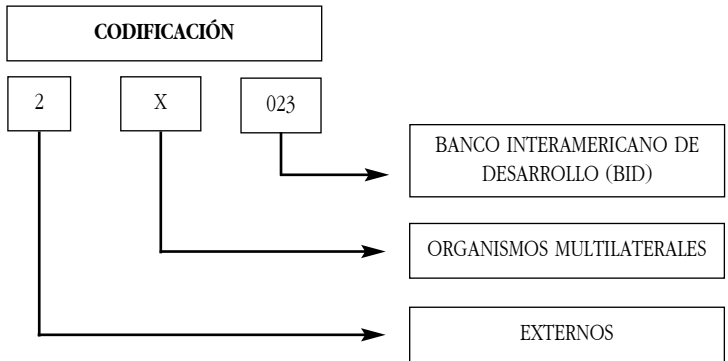 CODIFICACIÓN
2 X 023
BANCO INTERAMERICANO DE
DESARROLLO (BID)
ORGANISMOS MULTILATERALES
EXTERNOS